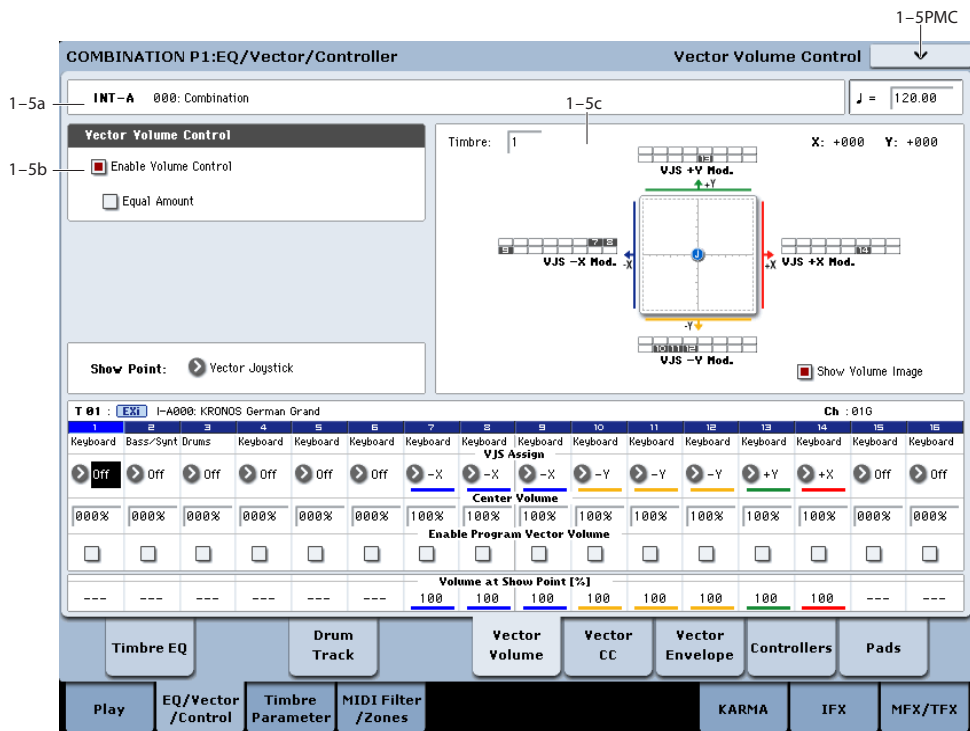 1–5PMC
COMBINATION P1:EQ/Vector/Controller
Vector Volume Control
1–5a
INT–A 000: Combination
♩ = 120.00
1–5c
Vector Volume Control
Timbre: 1
X: +000 Y: +000
1–5b
Enable Volume Control
Equal Amount
13
VJS +Y Mod.
+Y
7 8
9
VJS –X Mod.
-X
J
+X
14
VJS +X Mod.
-Y
10 11 12
VJS –Y Mod.
Show Point: Vector Joystick
Show Volume Image
T 01 : EXi I–A000: KRONOS German Grand
Ch : 01G
1 2 3 4 5 6 7 8 9 10 11 12 13 14 15 16
Keyboard Bass/Synt Drums Keyboard Keyboard Keyboard Keyboard Keyboard Keyboard Keyboard Keyboard Keyboard Keyboard Keyboard Keyboard Keyboard
VJS Assign
Off Off Off Off Off Off –X –X –X –Y –Y –Y +Y +X Off Off
Center Volume
000% 000% 000% 000% 000% 000% 100% 100% 100% 100% 100% 100% 100% 100% 000% 000%
Enable Program Vector Volume
Volume at Show Point [%]
--- --- --- --- --- --- 100 100 100 100 100 100 100 100 --- ---
Timbre EQ
Drum Track
Vector Volume
Vector CC
Vector Envelope
Controllers
Pads
Play
EQ/Vector /Control
Timbre Parameter
MIDI Filter /Zones
KARMA
IFX
MFX/TFX